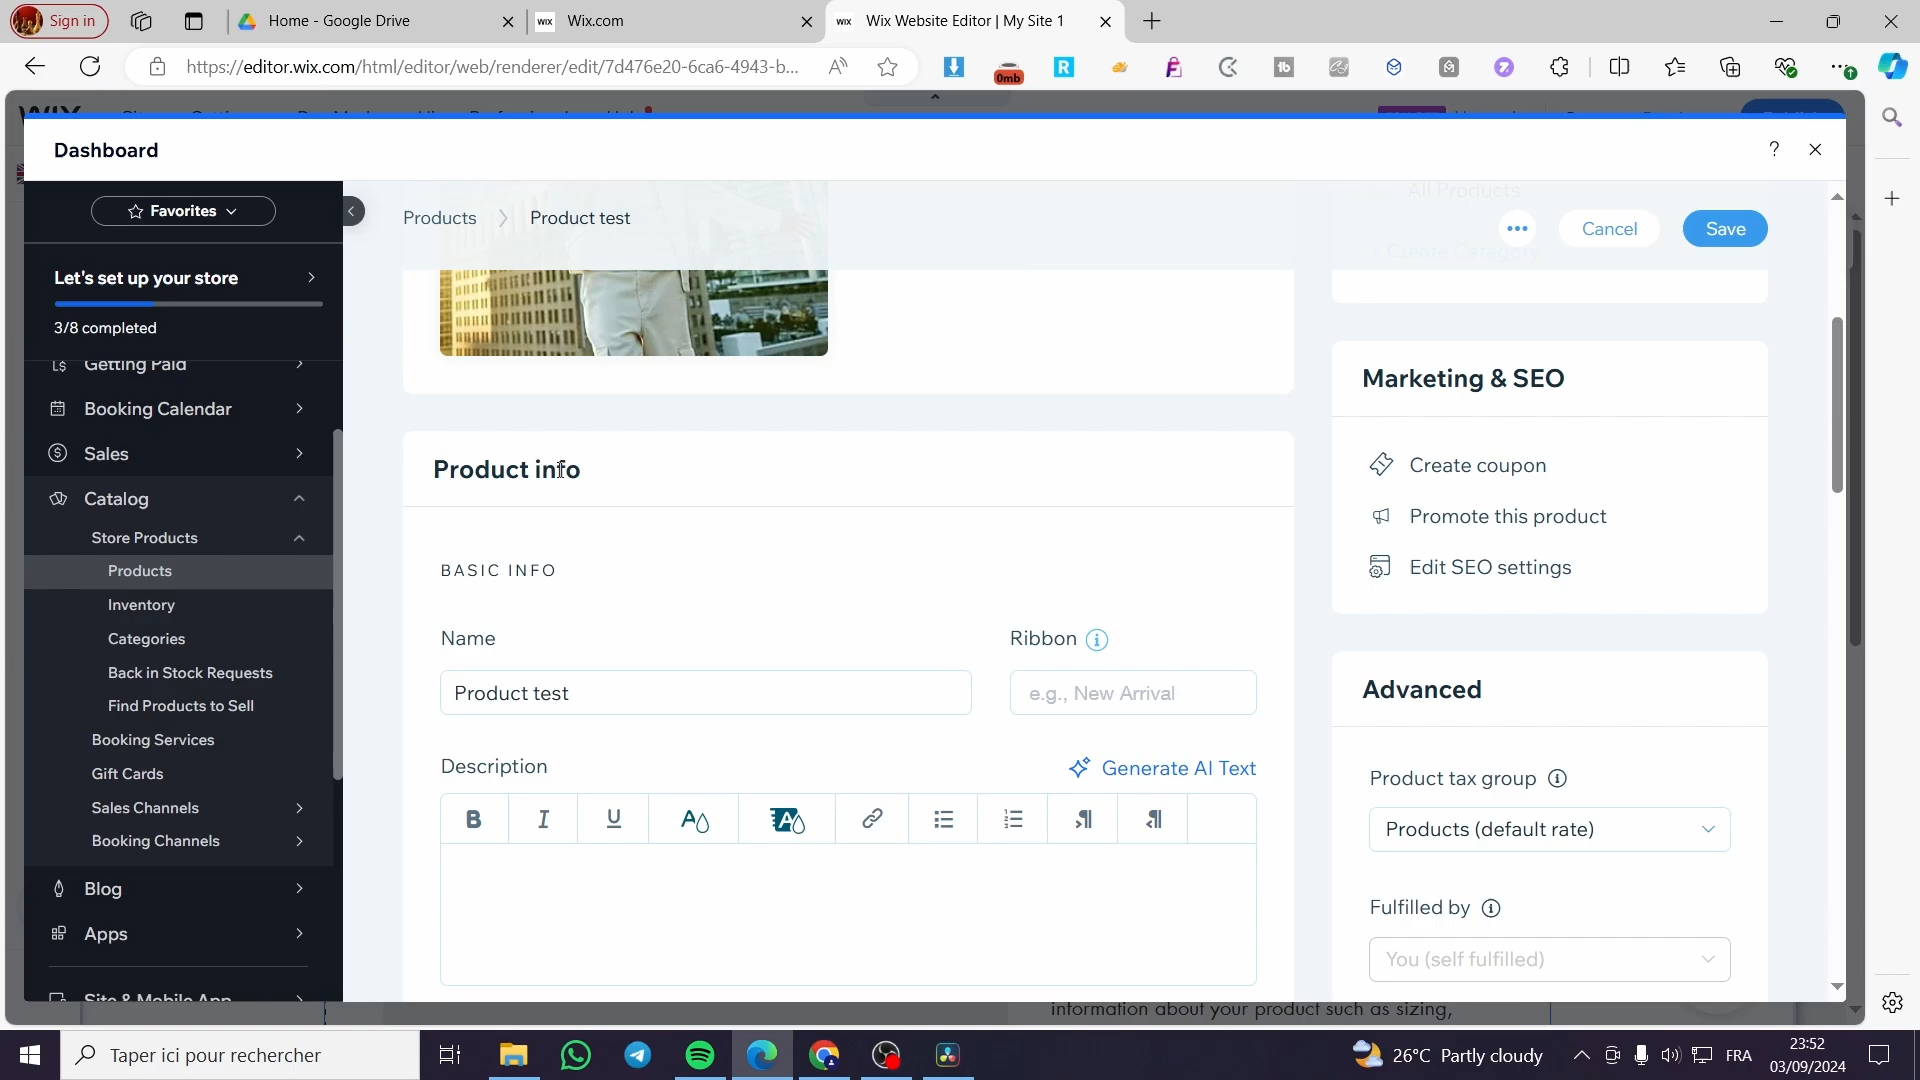 Sign in
Home - Google Drive
Wix.com
Wix Website Editor | My Site 1
https://editor.wix.com/html/editor/web/renderer/edit/7d476e20-6ca6-4943-b...
0mb
Dashboard
?
Favorites
Products
Product test
All Products
Create Category
Cancel
Save
Let's set up your store
3/8 completed
Getting Paid
Booking Calendar
Sales
Catalog
Store Products
Products
Inventory
Categories
Back in Stock Requests
Find Products to Sell
Booking Services
Gift Cards
Sales Channels
Booking Channels
Blog
Apps
Site & Mobile App
Product info
BASIC INFO
Name
Ribbon
Product test
e.g., New Arrival
Description
Generate AI Text
B I U
Marketing & SEO
Create coupon
Promote this product
Edit SEO settings
Advanced
Product tax group
Products (default rate)
Fulfilled by
You (self fulfilled)
information about your product such as sizing,
Taper ici pour rechercher
26°C Partly cloudy
FRA
23:52
03/09/2024